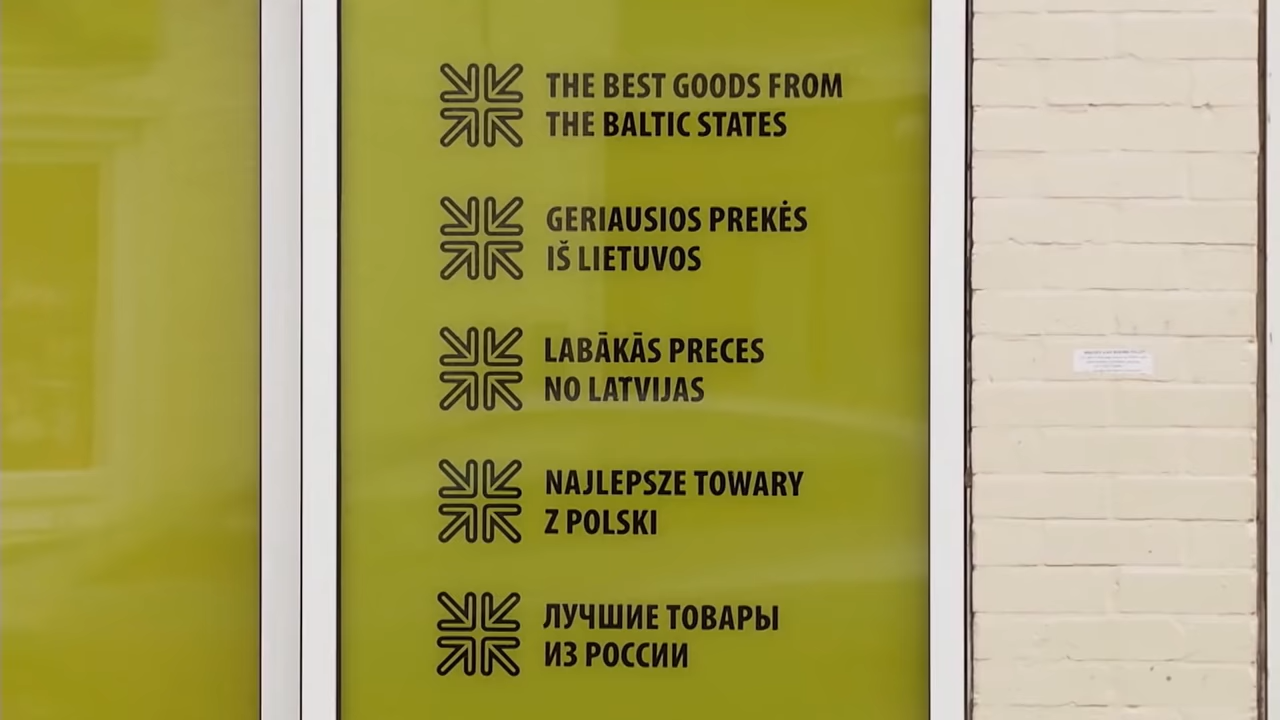 THE BEST GOODS FROM
THE BALTIC STATES
GERIAUSIOS PREKĖS
IŠ LIETUVOS
LABĀKĀS PRECES
NO LATVIJAS
NAJLEPSZE TOWARY
Z POLSKI
ЛУЧШИЕ ТОВАРЫ
ИЗ РОССИИ